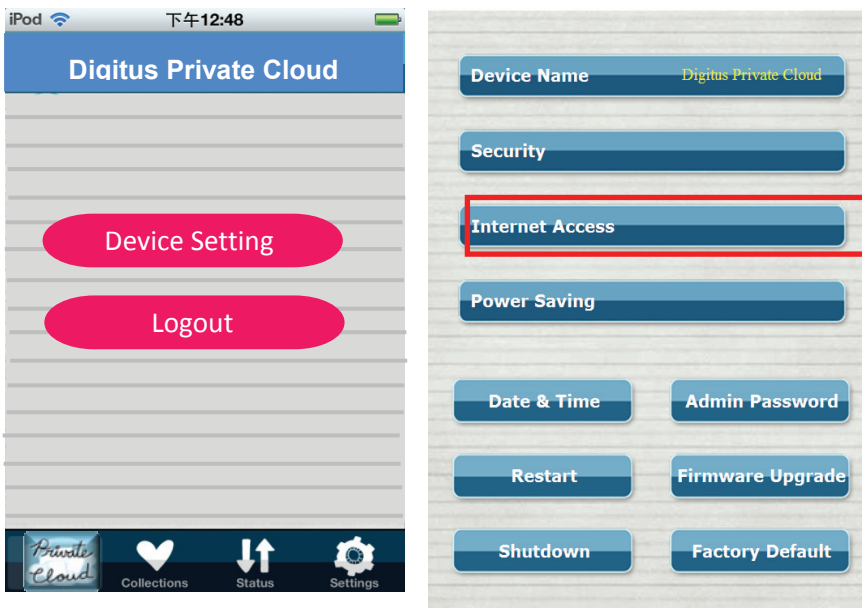 iPod 下午12:48
Digitus Private Cloud
Device Setting
Logout
Private
Cloud
Collections Status Settings
Device Name Digitus Private Cloud
Security
Internet Access
Power Saving
Date & Time Admin Password
Restart Firmware Upgrade
Shutdown Factory Default